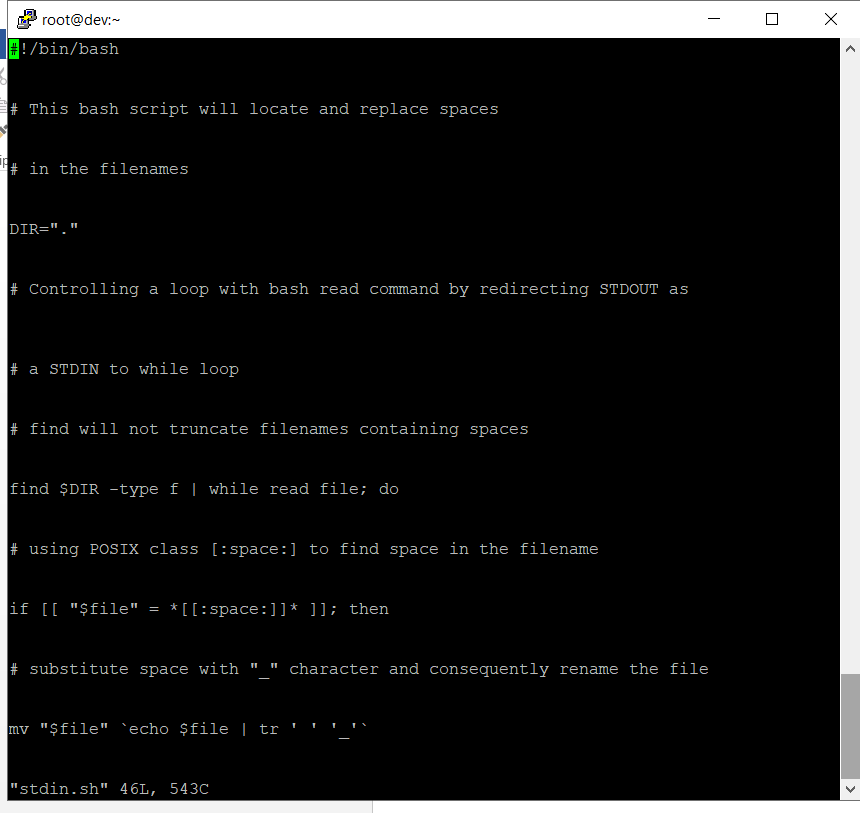 root@dev:~
#!/bin/bash
# This bash script will locate and replace spaces
# in the filenames
DIR="."
# Controlling a loop with bash read command by redirecting STDOUT as
# a STDIN to while loop
# find will not truncate filenames containing spaces
find $DIR -type f | while read file; do
# using POSIX class [:space:] to find space in the filename
if [[ "$file" = *[[:space:]]* ]]; then
# substitute space with "_" character and consequently rename the file
mv "$file" `echo $file | tr ' ' '_'`
"stdin.sh" 46L, 543C